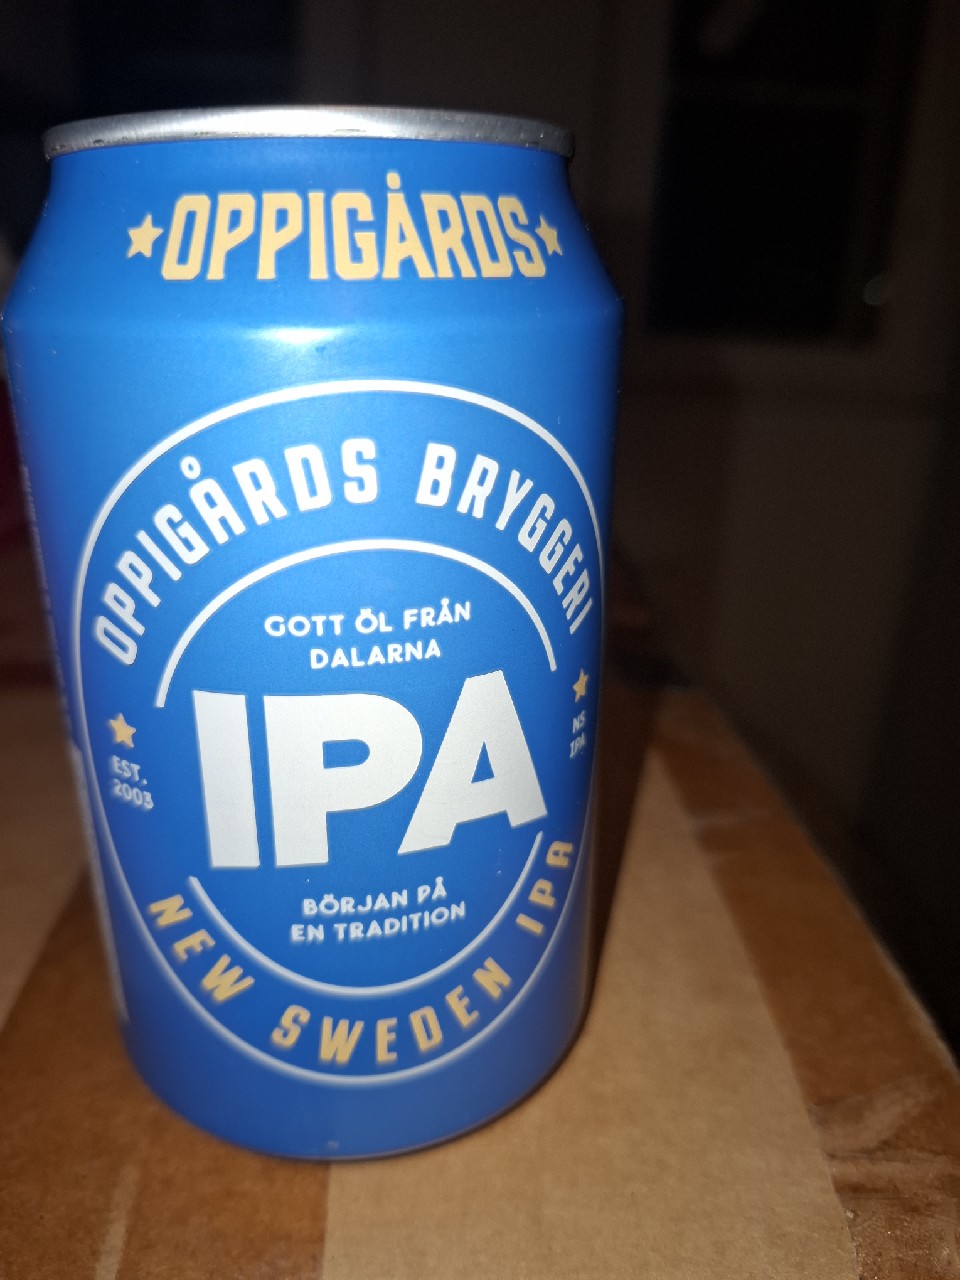 OPPIGÅRDS
OPPIGÅRDS BRYGGERI
GOTT ÖL FRÅN
DALARNA
IPA
EST.
2003
NS
IPA
BÖRJAN PÅ
EN TRADITION
NEW SWEDEN IPA